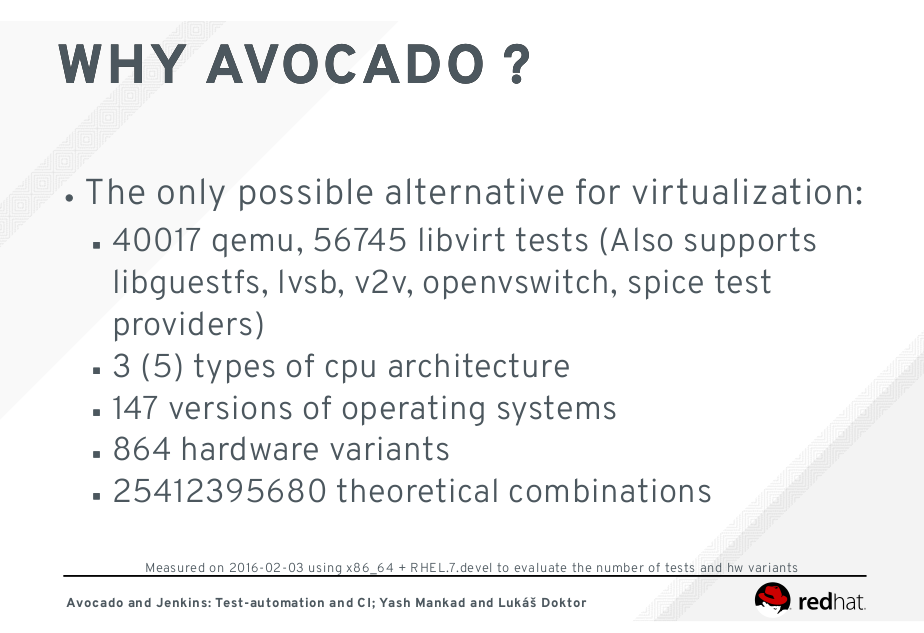 WHY AVOCADO ?
• The only possible alternative for virtualization:
▪ 40017 qemu, 56745 libvirt tests (Also supports
libguestfs, lvsb, v2v, openvswitch, spice test
providers)
▪ 3 (5) types of cpu architecture
▪ 147 versions of operating systems
▪ 864 hardware variants
▪ 25412395680 theoretical combinations
Measured on 2016-02-03 using x86_64 + RHEL.7.devel to evaluate the number of tests and hw variants
Avocado and Jenkins: Test-automation and CI; Yash Mankad and Lukáš Doktor
redhat.